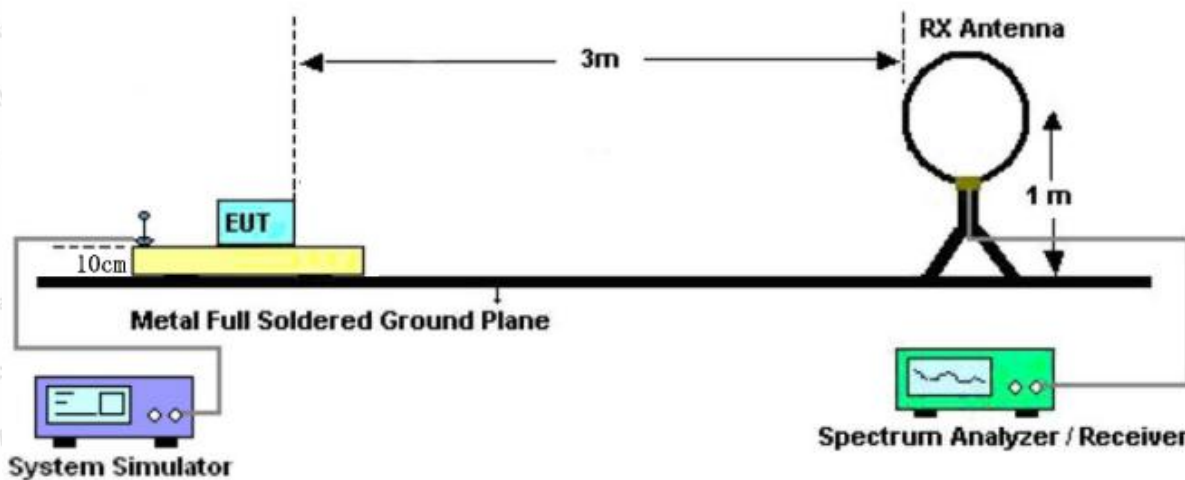 RX Antenna
3m
1 m
EUT
10cm
Metal Full Soldered Ground Plane
System Simulator
Spectrum Analyzer / Receiver